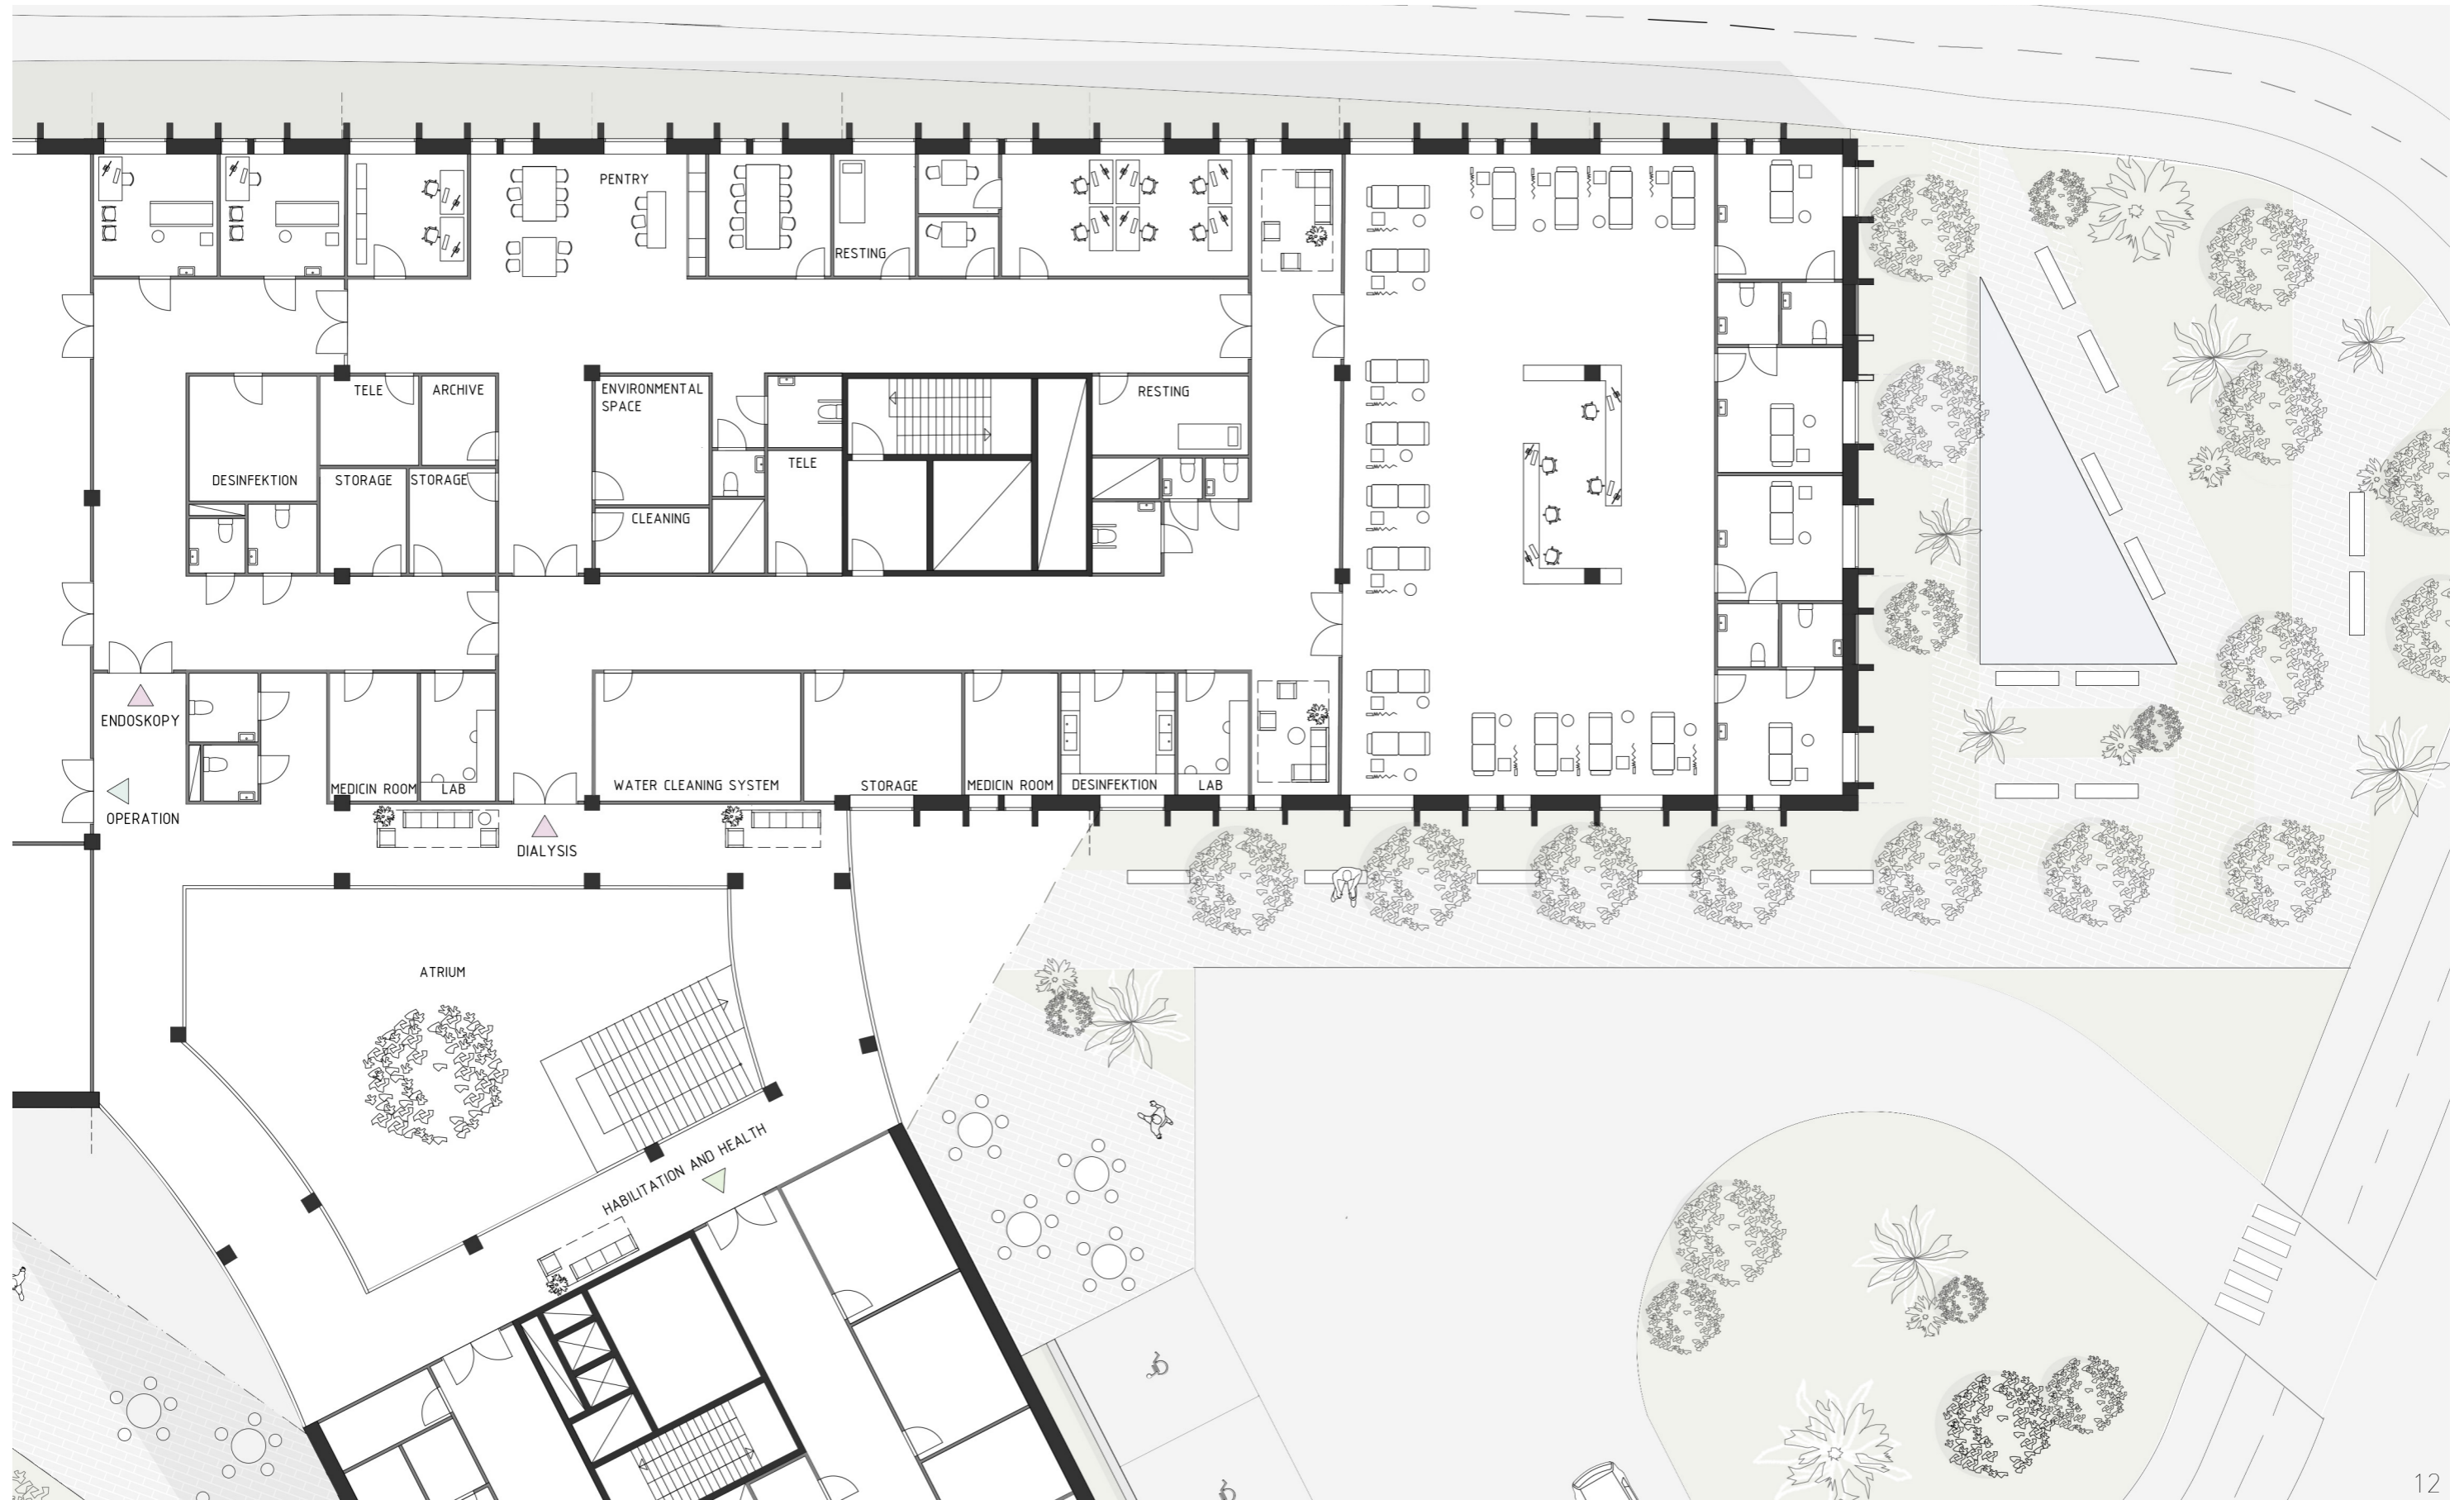 PENTRY
RESTING
TELE
ARCHIVE
ENVIRONMENTAL
SPACE
RESTING
TELE
DESINFEKTION
STORAGE
STORAGE
CLEANING
ENDOSKOPY
OPERATION
MEDICIN ROOM
LAB
WATER CLEANING SYSTEM
STORAGE
MEDICIN ROOM
DESINFEKTION
LAB
DIALYSIS
ATRIUM
HABILITATION AND HEALTH
12